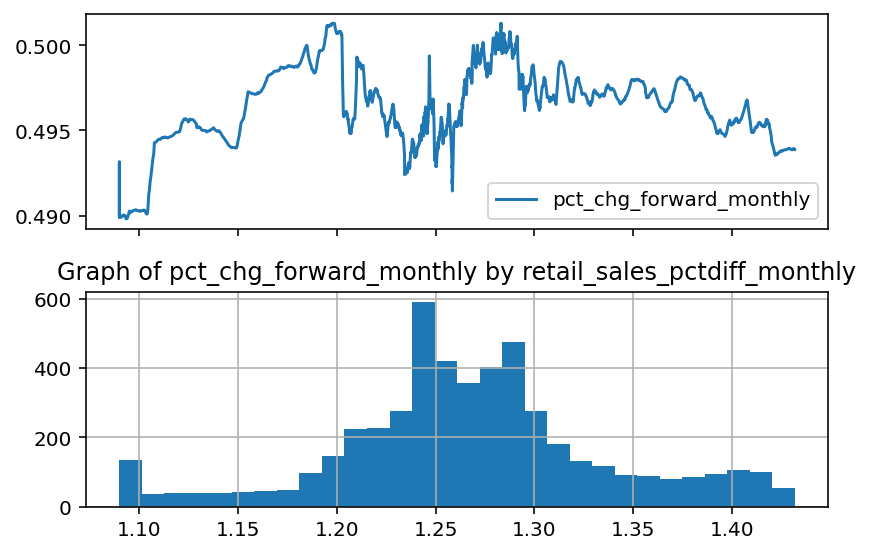 0.500
0.495
0.490
pct_chg_forward_monthly
Graph of pct_chg_forward_monthly by retail_sales_pctdiff_monthly
600
400
200
0
1.10 1.15 1.20 1.25 1.30 1.35 1.40